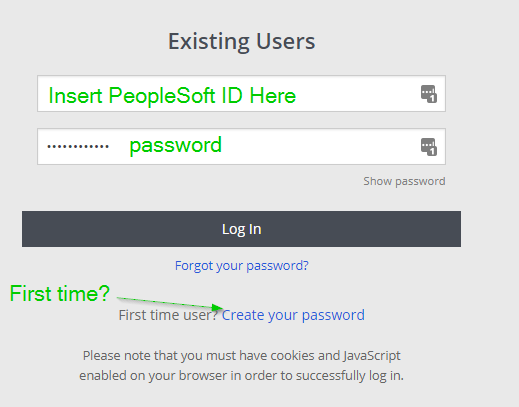 Existing Users
Insert PeopleSoft ID Here
1
•••••••••••• password
1
Show password
Log In
Forgot your password?
First time?
First time user? Create your password
Please note that you must have cookies and JavaScript
enabled on your browser in order to successfully log in.